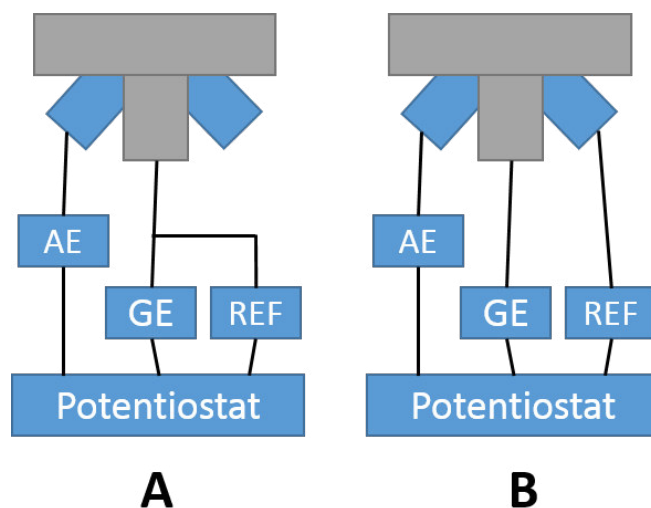 AE
GE
REF
Potentiostat
A
AE
GE
REF
Potentiostat
B